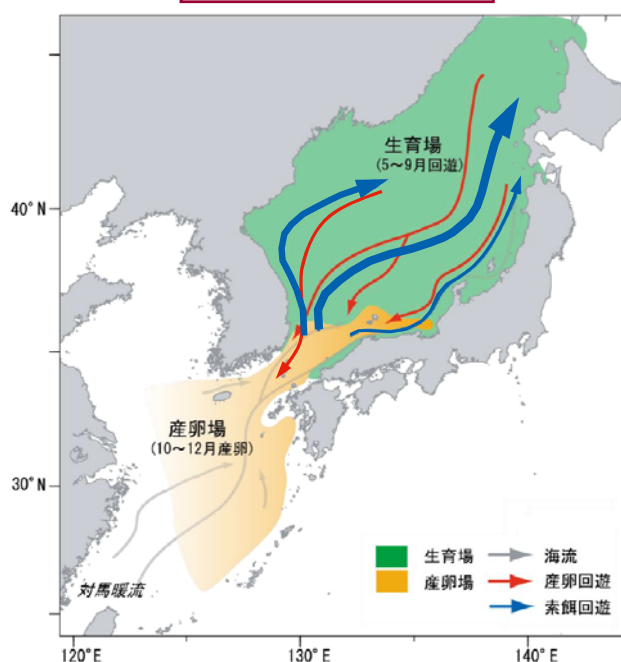 生育場
(5～9月回遊)
40°N
産卵場
(10～12月産卵)
30°N
対馬暖流
生育場
海流
産卵場
産卵回遊
索餌回遊
120°E
130°E
140°E